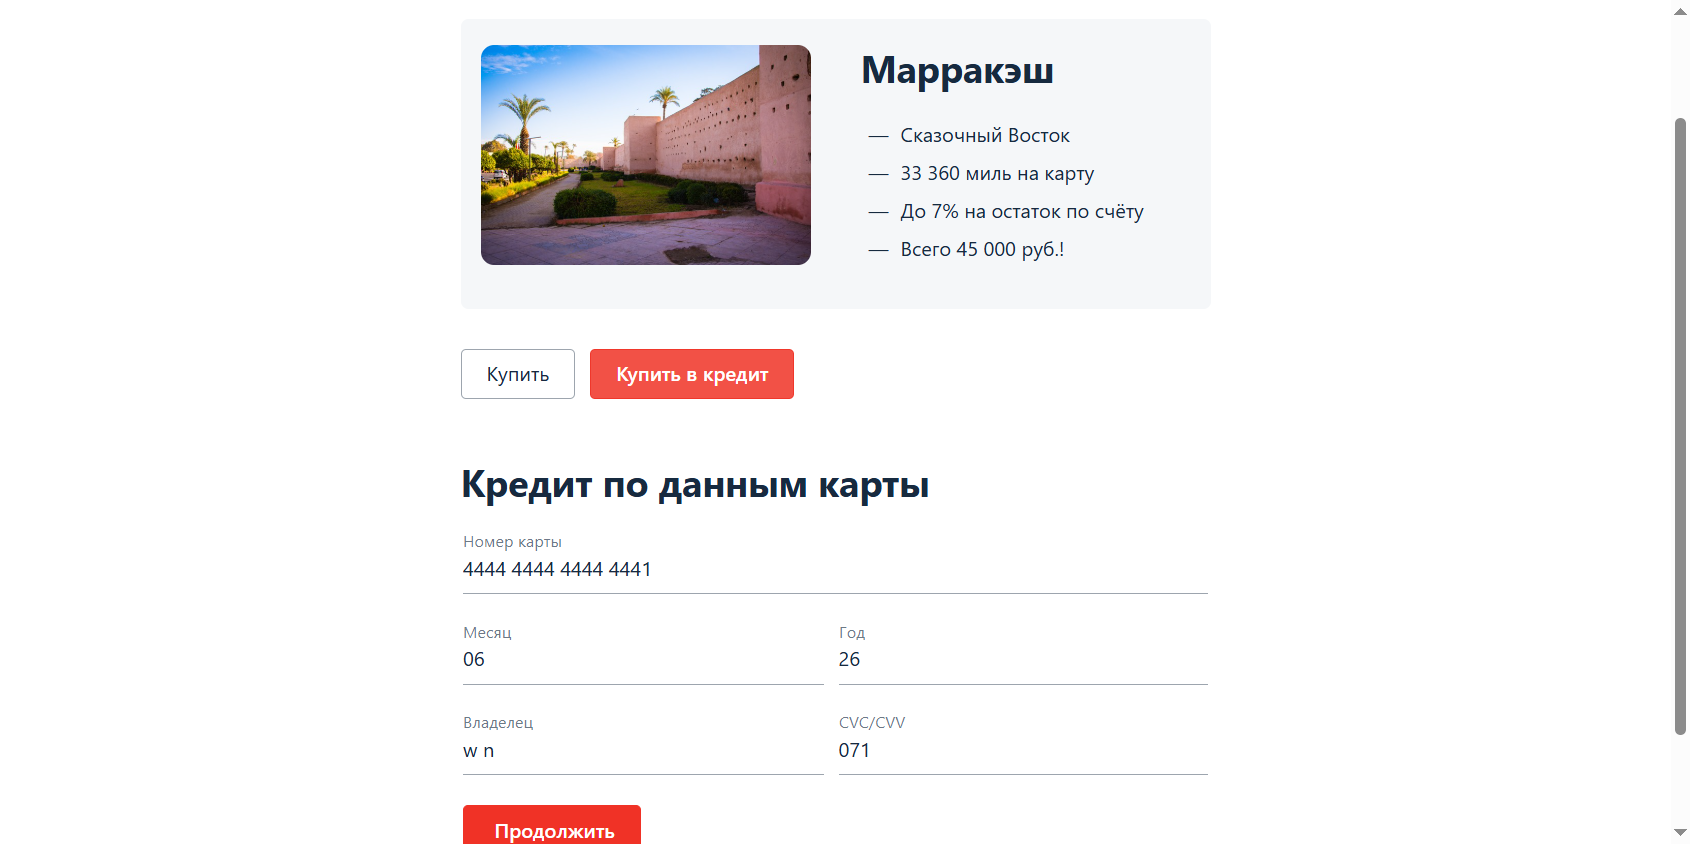 Марракэш
— Сказочный Восток
— 33 360 миль на карту
— До 7% на остаток по счёту
— Всего 45 000 руб.!
Купить
Купить в кредит
Кредит по данным карты
Номер карты
4444 4444 4444 4441
Месяц
Год
06
26
Владелец
CVC/CVV
w n
071
Продолжить